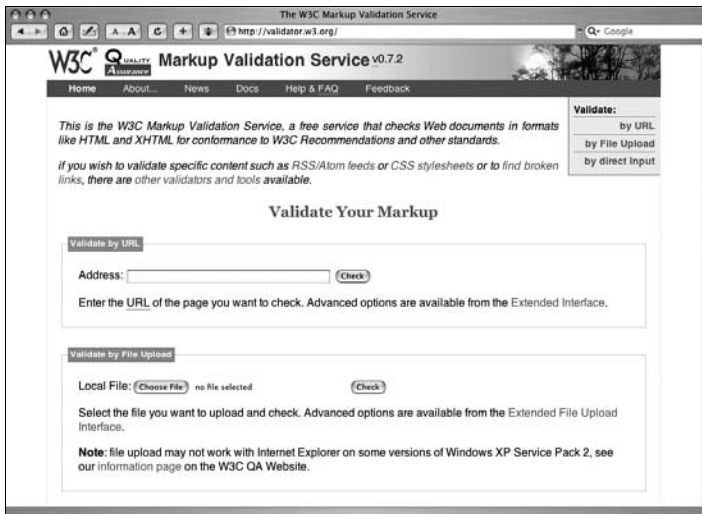 The W3C Markup Validation Service
A A C + http://validator.w3.org/ Q Google
W3C® QUALITY Assurance Markup Validation Service v0.7.2
Home About... News Docs Help & FAQ Feedback
Validate:
by URL
by File Upload
by direct Input
This is the W3C Markup Validation Service, a free service that checks Web documents in formats
like HTML and XHTML for conformance to W3C Recommendations and other standards.
if you wish to validate specific content such as RSS/Atom feeds or CSS stylesheets or to find broken
links, there are other validators and tools available.
Validate Your Markup
Validate by URL
Address: Check
Enter the URL of the page you want to check. Advanced options are available from the Extended Interface.
Validate by File Upload
Local File: Choose File no file selected Check
Select the file you want to upload and check. Advanced options are available from the Extended File Upload
Interface.
Note: file upload may not work with Internet Explorer on some versions of Windows XP Service Pack 2, see
our information page on the W3C QA Website.